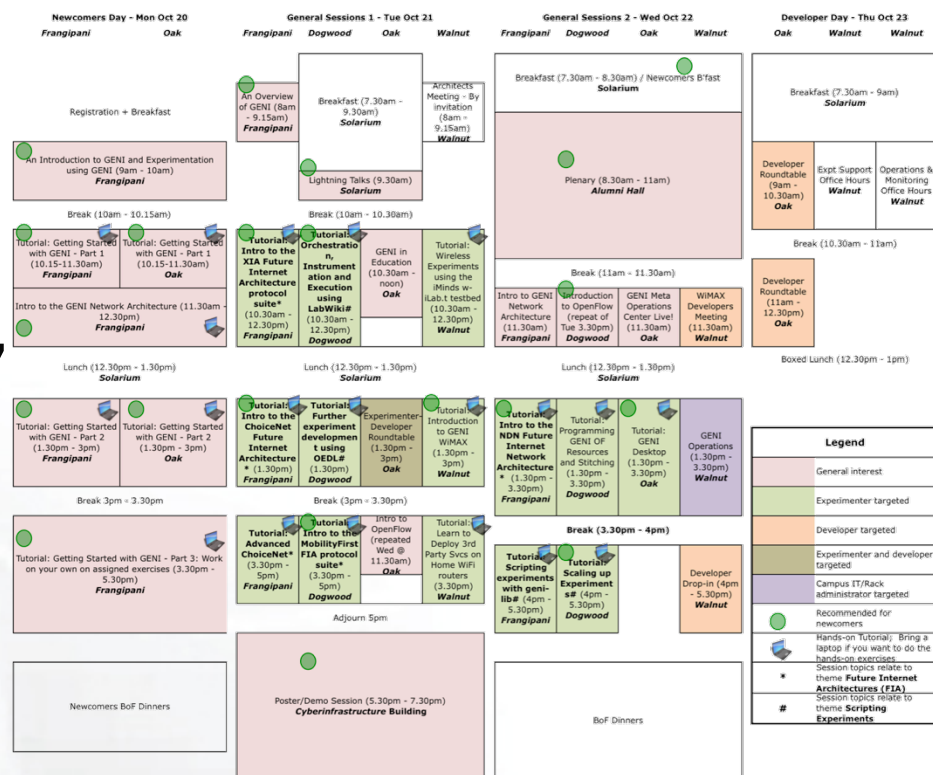 Newcomers Day - Mon Oct 20
Frangipani Oak
Registration + Breakfast
An Introduction to GENI and Experimentation
using GENI (9am - 10am)
Frangipani
Break (10am - 10.15am)
Tutorial: Getting Started
with GENI - Part 1
(10.15-11.30am)
Frangipani
Tutorial: Getting Started
with GENI - Part 1
(10.15-11.30am)
Oak
Intro to the GENI Network Architecture (11.30am -
12.30pm)
Frangipani
Lunch (12.30pm - 1.30pm)
Solarium
Tutorial: Getting Started
with GENI - Part 2
(1.30pm - 3pm)
Frangipani
Tutorial: Getting Started
with GENI - Part 2
(1.30pm - 3pm)
Oak
Break 3pm - 3.30pm
Tutorial: Getting Started with GENI - Part 3: Work
on your own on assigned exercises (3.30pm -
5.30pm)
Frangipani
Newcomers BoF Dinners
General Sessions 1 - Tue Oct 21
Frangipani Dogwood Oak Walnut
An Overview
of GENI (8am
- 9.15am)
Frangipani
Breakfast (7.30am -
9.30am)
Solarium
Architects
Meeting - By
invitation
(8am -
9.15am)
Walnut
Lightning Talks (9.30am)
Solarium
Break (10am - 10.30am)
Tutorial:
Intro to the
XIA Future
Internet
Architecture
protocol
suite*
(10.30am -
12.30pm)
Frangipani
Tutorial:
Orchestratio
n,
Instrument
ation and
Execution
using
LabWiki#
(10.30am -
12.30pm)
Dogwood
GENI in
Education
(10.30am -
noon)
Oak
Tutorial:
Wireless
Experiments
using the
iMinds w-
iLab.t testbed
(10.30am -
12.30pm)
Walnut
Lunch (12.30pm - 1.30pm)
Solarium
Tutorial:
Intro to the
ChoiceNet
Future
Internet
Architecture
* (1.30pm)
Frangipani
Tutorial:
Further
experiment
developme
nt using
OEDL#
(1.30pm)
Dogwood
Experimenter-
Developer
Roundtable
(1.30pm -
3pm)
Oak
Tutorial:
Introduction
to GENI
WiMAX
(1.30pm -
3pm)
Walnut
Break (3pm - 3.30pm)
Tutorial:
Advanced
ChoiceNet*
(3.30pm -
5pm)
Frangipani
Tutorial:
Intro to the
MobilityFirst
FIA protocol
suite*
(3.30pm -
5pm)
Dogwood
Intro to
OpenFlow
(repeated
Wed @
11.30am)
Oak
Tutorial:
Learn to
Deploy 3rd
Party Svcs on
Home WiFi
routers
(3.30pm)
Walnut
Adjourn 5pm
Poster/Demo Session (5.30pm - 7.30pm)
Cyberinfrastructure Building
General Sessions 2 - Wed Oct 22
Frangipani Dogwood Oak Walnut
Breakfast (7.30am - 8.30am) / Newcomers B'fast
Solarium
Plenary (8.30am - 11am)
Alumni Hall
Break (11am - 11.30am)
Intro to GENI
Network
Architecture
(11.30am)
Frangipani
Introduction
to OpenFlow
(repeat of
Tue 3.30pm)
Dogwood
GENI Meta
Operations
Center Live!
(11.30am)
Oak
WiMAX
Developers
Meeting
(11.30am)
Walnut
Lunch (12.30pm - 1.30pm)
Solarium
Tutorial:
Intro to the
NDN Future
Internet
Network
Architecture
* (1.30pm -
3.30pm)
Frangipani
Tutorial:
Programming
GENI OF
Resources
and Stitching
(1.30pm -
3.30pm)
Dogwood
Tutorial:
GENI
Desktop
(1.30pm -
3.30pm)
Oak
GENI
Operations
(1.30pm -
3.30pm)
Walnut
Break (3.30pm - 4pm)
Tutorial:
Scripting
experiments
with geni-
lib# (4pm -
5.30pm)
Frangipani
Tutorial:
Scaling up
Experiment
s# (4pm -
5.30pm)
Dogwood
Developer
Drop-in (4pm
- 5.30pm)
Walnut
BoF Dinners
Developer Day - Thu Oct 23
Oak Walnut Walnut
Breakfast (7.30am - 9am)
Solarium
Developer
Roundtable
(9am -
10.30am)
Oak
Expt Support
Office Hours
Walnut
Operations &
Monitoring
Office Hours
Walnut
Break (10.30am - 11am)
Developer
Roundtable
(11am -
12.30pm)
Oak
Boxed Lunch (12.30pm - 1pm)
Legend
General interest
Experimenter targeted
Developer targeted
Experimenter and developer
targeted
Campus IT/Rack
administrator targeted
Recommended for
newcomers
Hands-on Tutorial; Bring a
laptop if you want to do the
hands-on exercises
* Session topics relate to
theme Future Internet
Architectures (FIA)
# Session topics relate to
theme Scripting
Experiments